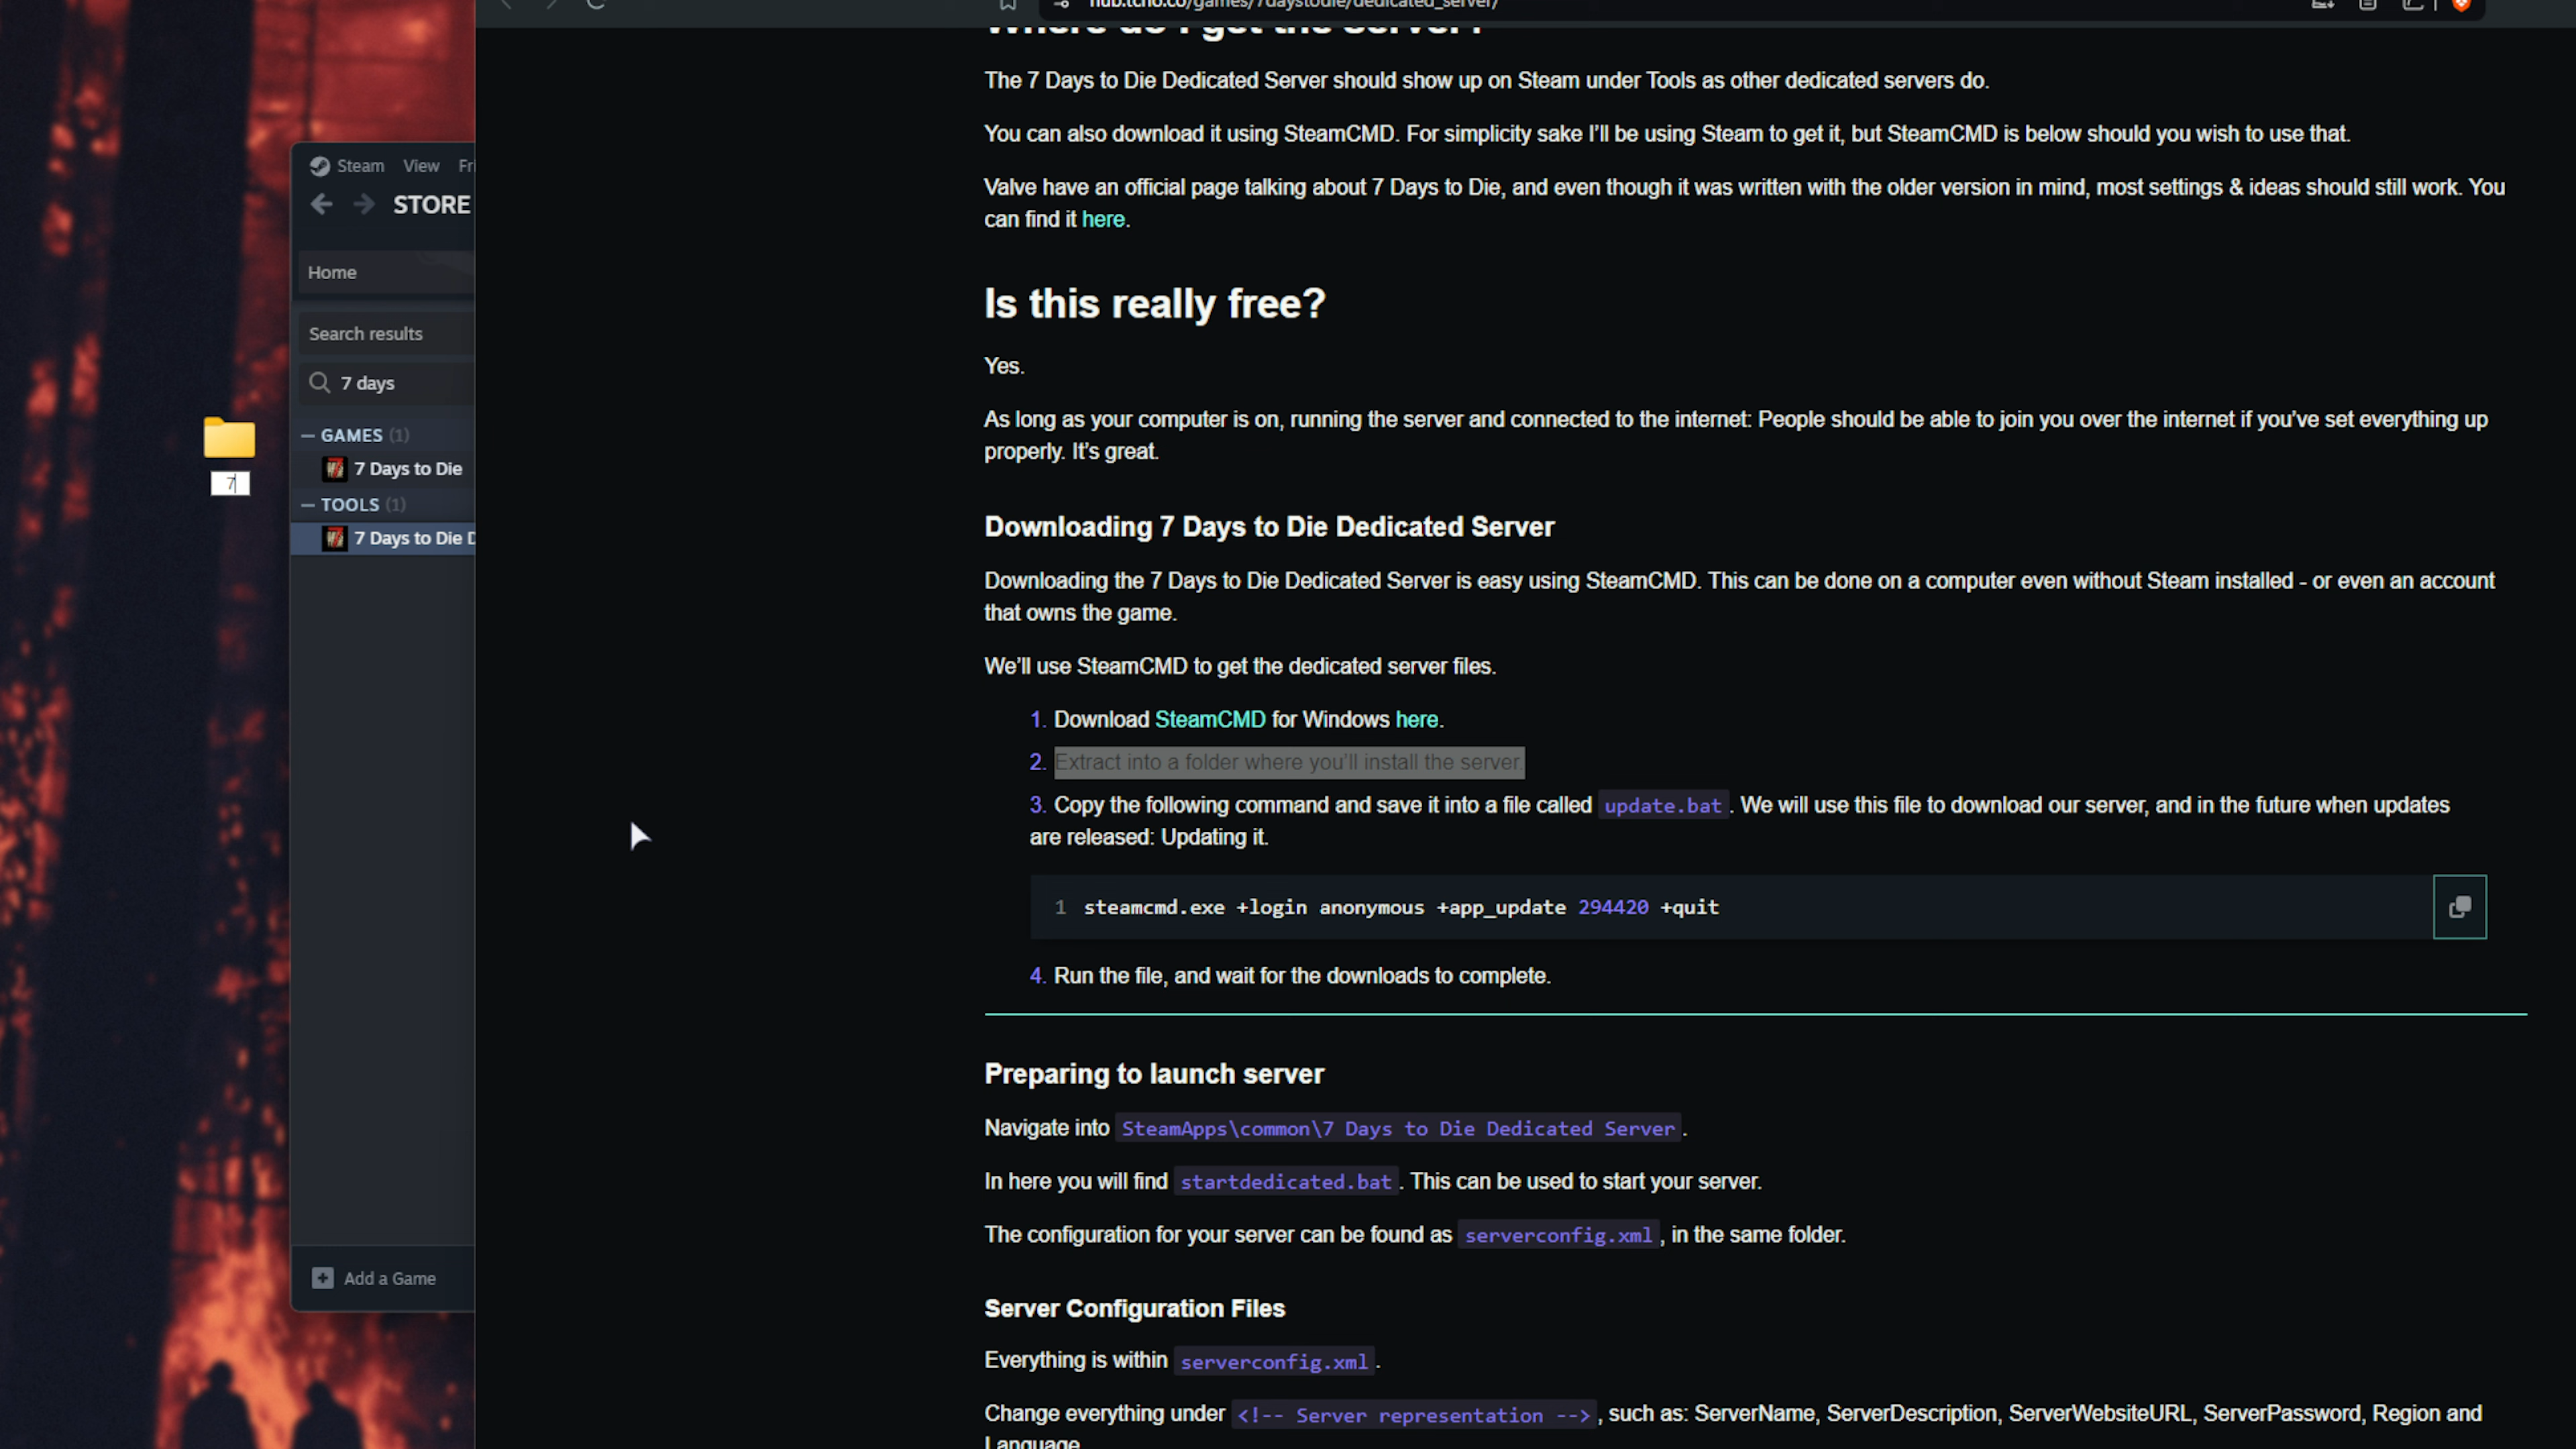 hub.tcno.co/games/7daystodie/dedicated_server/
Where do I get the Server?
The 7 Days to Die Dedicated Server should show up on Steam under Tools as other dedicated servers do.
You can also download it using SteamCMD. For simplicity sake I'll be using Steam to get it, but SteamCMD is below should you wish to use that.
Valve have an official page talking about 7 Days to Die, and even though it was written with the older version in mind, most settings & ideas should still work. You
can find it here.
Is this really free?
Yes.
As long as your computer is on, running the server and connected to the internet: People should be able to join you over the internet if you've set everything up
properly. It's great.
Downloading 7 Days to Die Dedicated Server
Downloading the 7 Days to Die Dedicated Server is easy using SteamCMD. This can be done on a computer even without Steam installed - or even an account
that owns the game.
We'll use SteamCMD to get the dedicated server files.
1. Download SteamCMD for Windows here.
2. Extract into a folder where you'll install the server.
3. Copy the following command and save it into a file called update.bat. We will use this file to download our server, and in the future when updates
are released: Updating it.
1 steamcmd.exe +login anonymous +app_update 294420 +quit
4. Run the file, and wait for the downloads to complete.
Preparing to launch server
Navigate into SteamApps\common\7 Days to Die Dedicated Server.
In here you will find startdedicated.bat. This can be used to start your server.
The configuration for your server can be found as serverconfig.xml, in the same folder.
Server Configuration Files
Everything is within serverconfig.xml.
Change everything under <!-- Server representation -->, such as: ServerName, ServerDescription, ServerWebsiteURL, ServerPassword, Region and
Language
Steam View Fri
STORE
Home
Search results
7 days
— GAMES (1)
7 Days to Die
— TOOLS (1)
7 Days to Die D
Add a Game
7